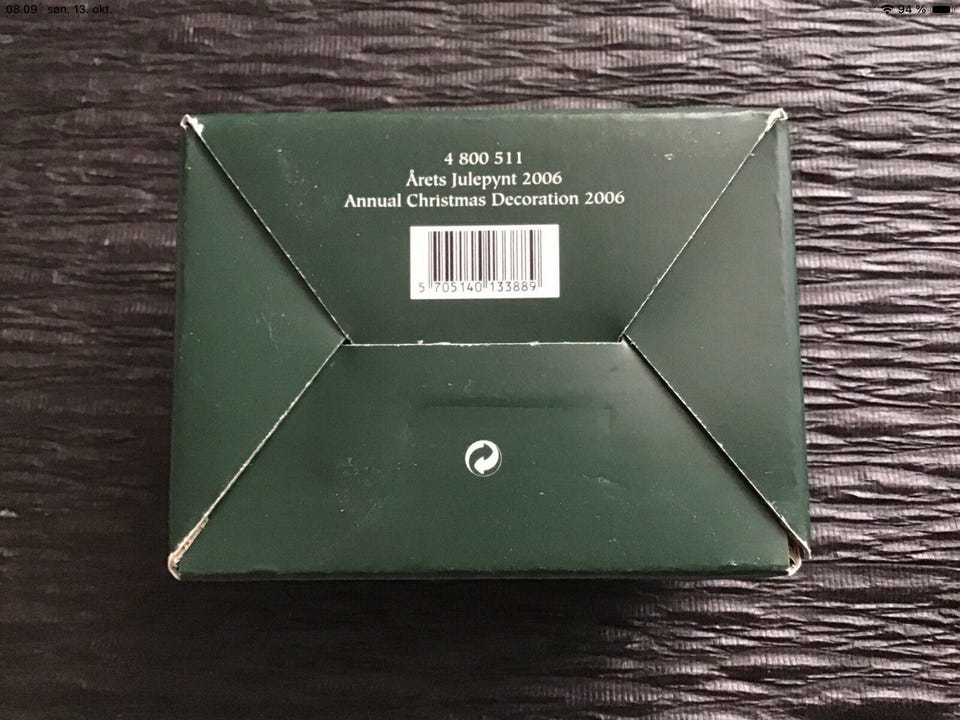 08.09 søn. 13. okt.
94 %
4 800 511
Årets Julepynt 2006
Annual Christmas Decoration 2006
5 705140 133889